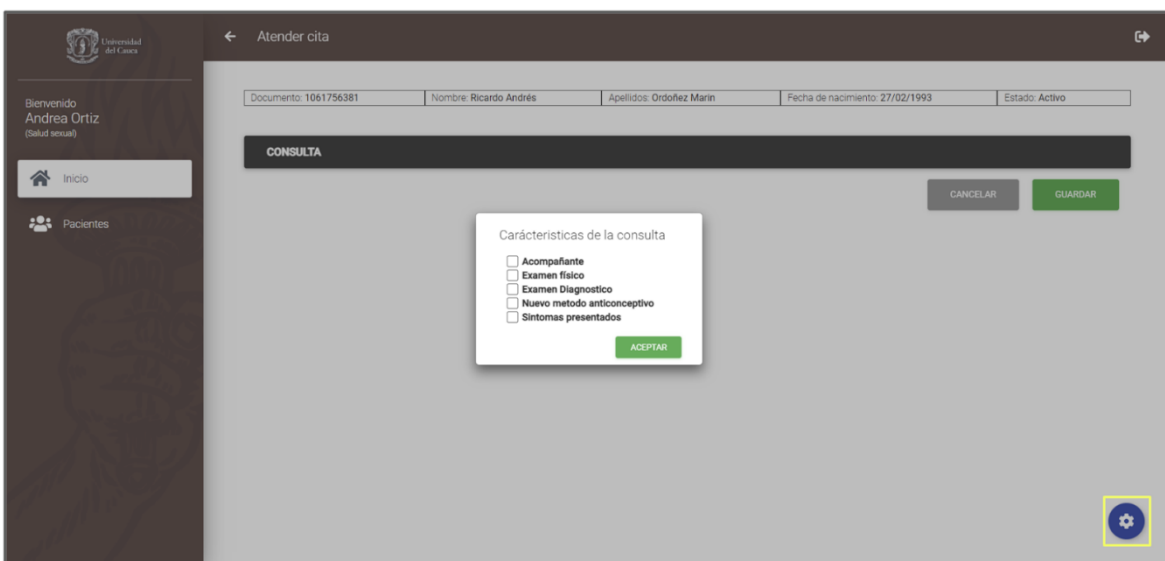 Universidad
del Cauca
Atender cita
Bienvenido
Andrea Ortiz
(Salud sexual)
Inicio
Pacientes
Documento: 1061756381 Nombre: Ricardo Andrés Apellidos: Ordoñez Marin Fecha de nacimiento: 27/02/1993 Estado: Activo
CONSULTA
CANCELAR GUARDAR
Carácteristicas de la consulta
Acompañante
Examen físico
Examen Diagnostico
Nuevo metodo anticonceptivo
Sintomas presentados
ACEPTAR